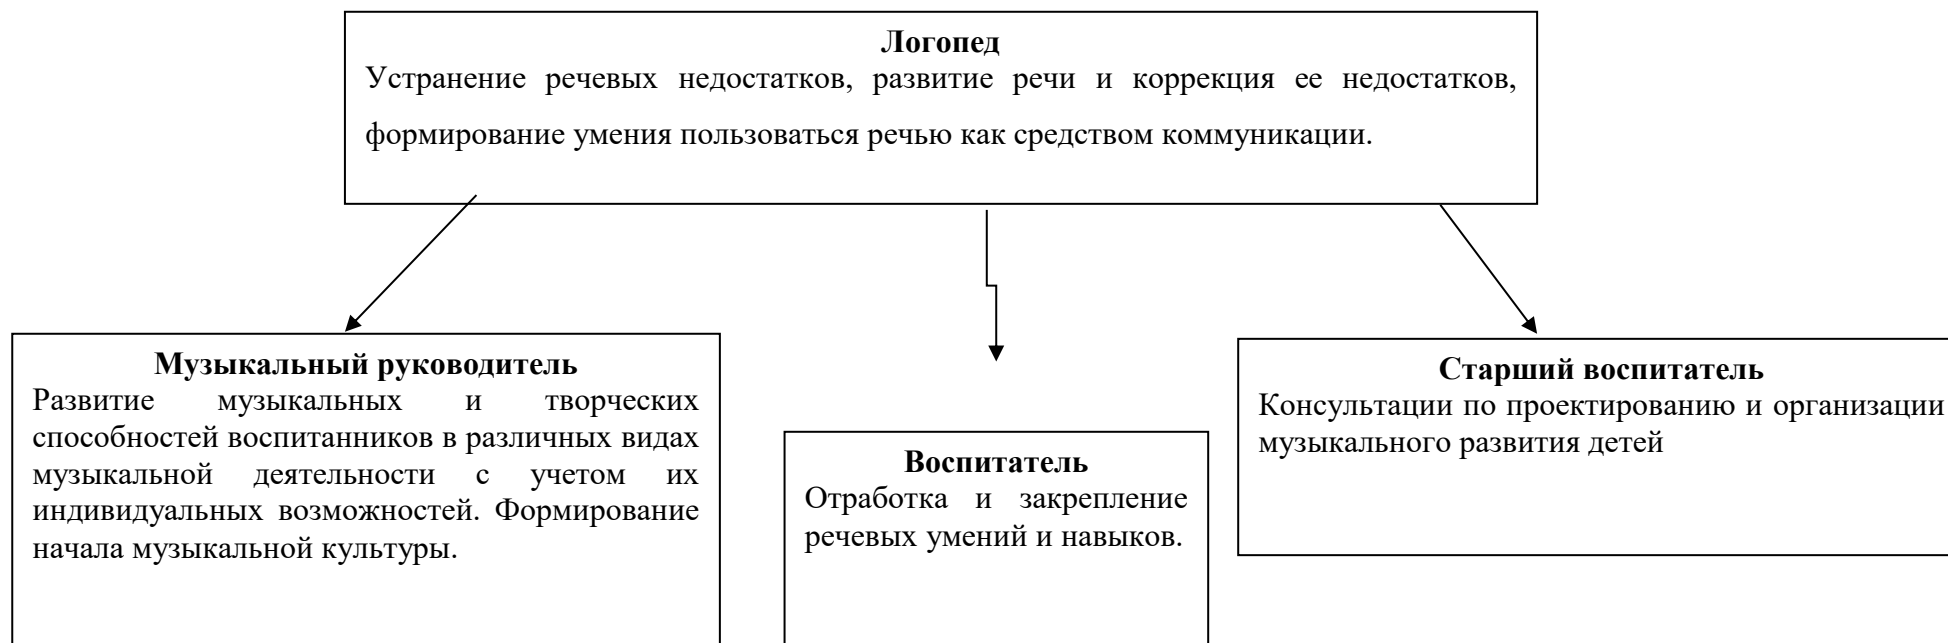 Логопед
Устранение речевых недостатков, развитие речи и коррекция ее недостатков,
формирование умения пользоваться речью как средством коммуникации.
Музыкальный руководитель
Развитие музыкальных и творческих
способностей воспитанников в различных видах
музыкальной деятельности с учетом их
индивидуальных возможностей. Формирование
начала музыкальной культуры.
Воспитатель
Отработка и закрепление
речевых умений и навыков.
Старший воспитатель
Консультации по проектированию и организации
музыкального развития детей